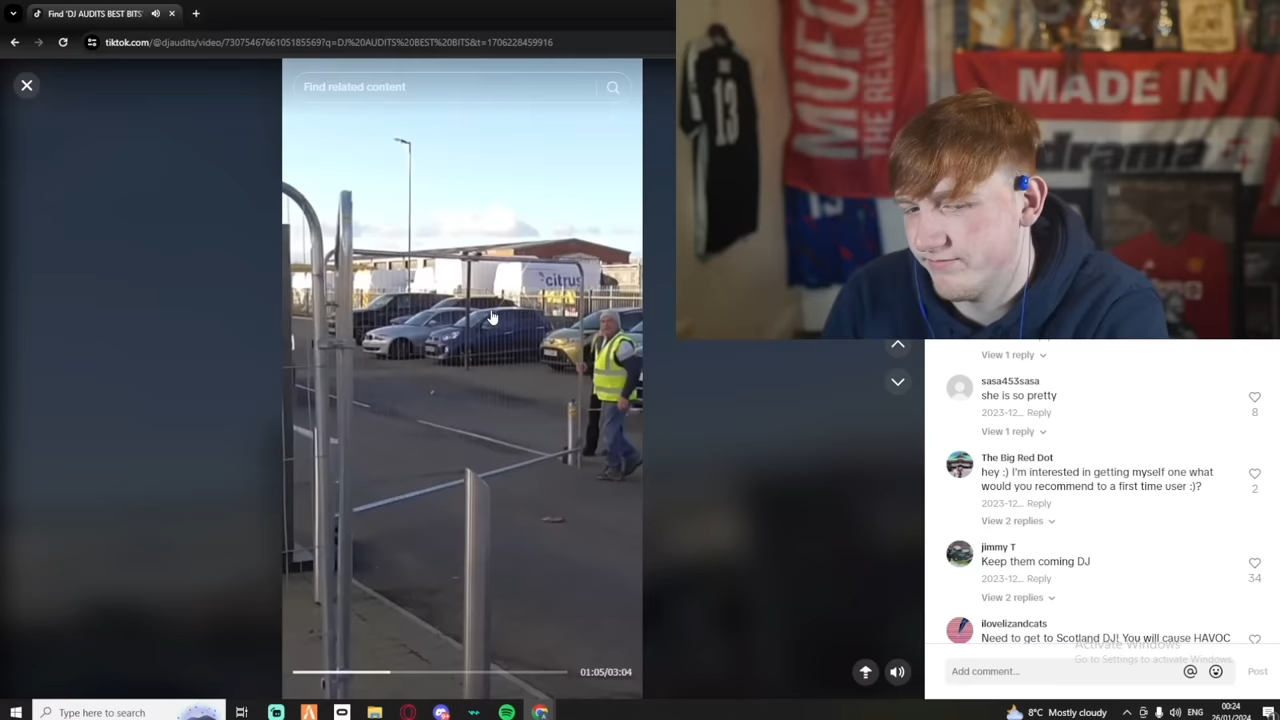 Find 'DJ AUDITS BEST BITS'
tiktok.com/@djaudits/video/7307546766105185569?q=DJ%20AUDITS%20BEST%20BITS&t=1706228459916
Find related content
citrus
01:05/03:04
13
MUFC
THE RELIGION
MADE IN
drama
View 1 reply
sasa453sasa
she is so pretty
2023-12... Reply
8
View 1 reply
The Big Red Dot
hey :) I'm interested in getting myself one what
would you recommend to a first time user :)?
2023-12... Reply
2
View 2 replies
jimmy T
Keep them coming DJ
2023-12... Reply
34
View 2 replies
ilovelizandcats
Need to get to Scotland DJ! You will cause HAVOC
Activate Windows
Go to Settings to activate Windows.
Add comment...
Post
Type here to search
8°C Mostly cloudy
ENG
00:24
26/01/2024